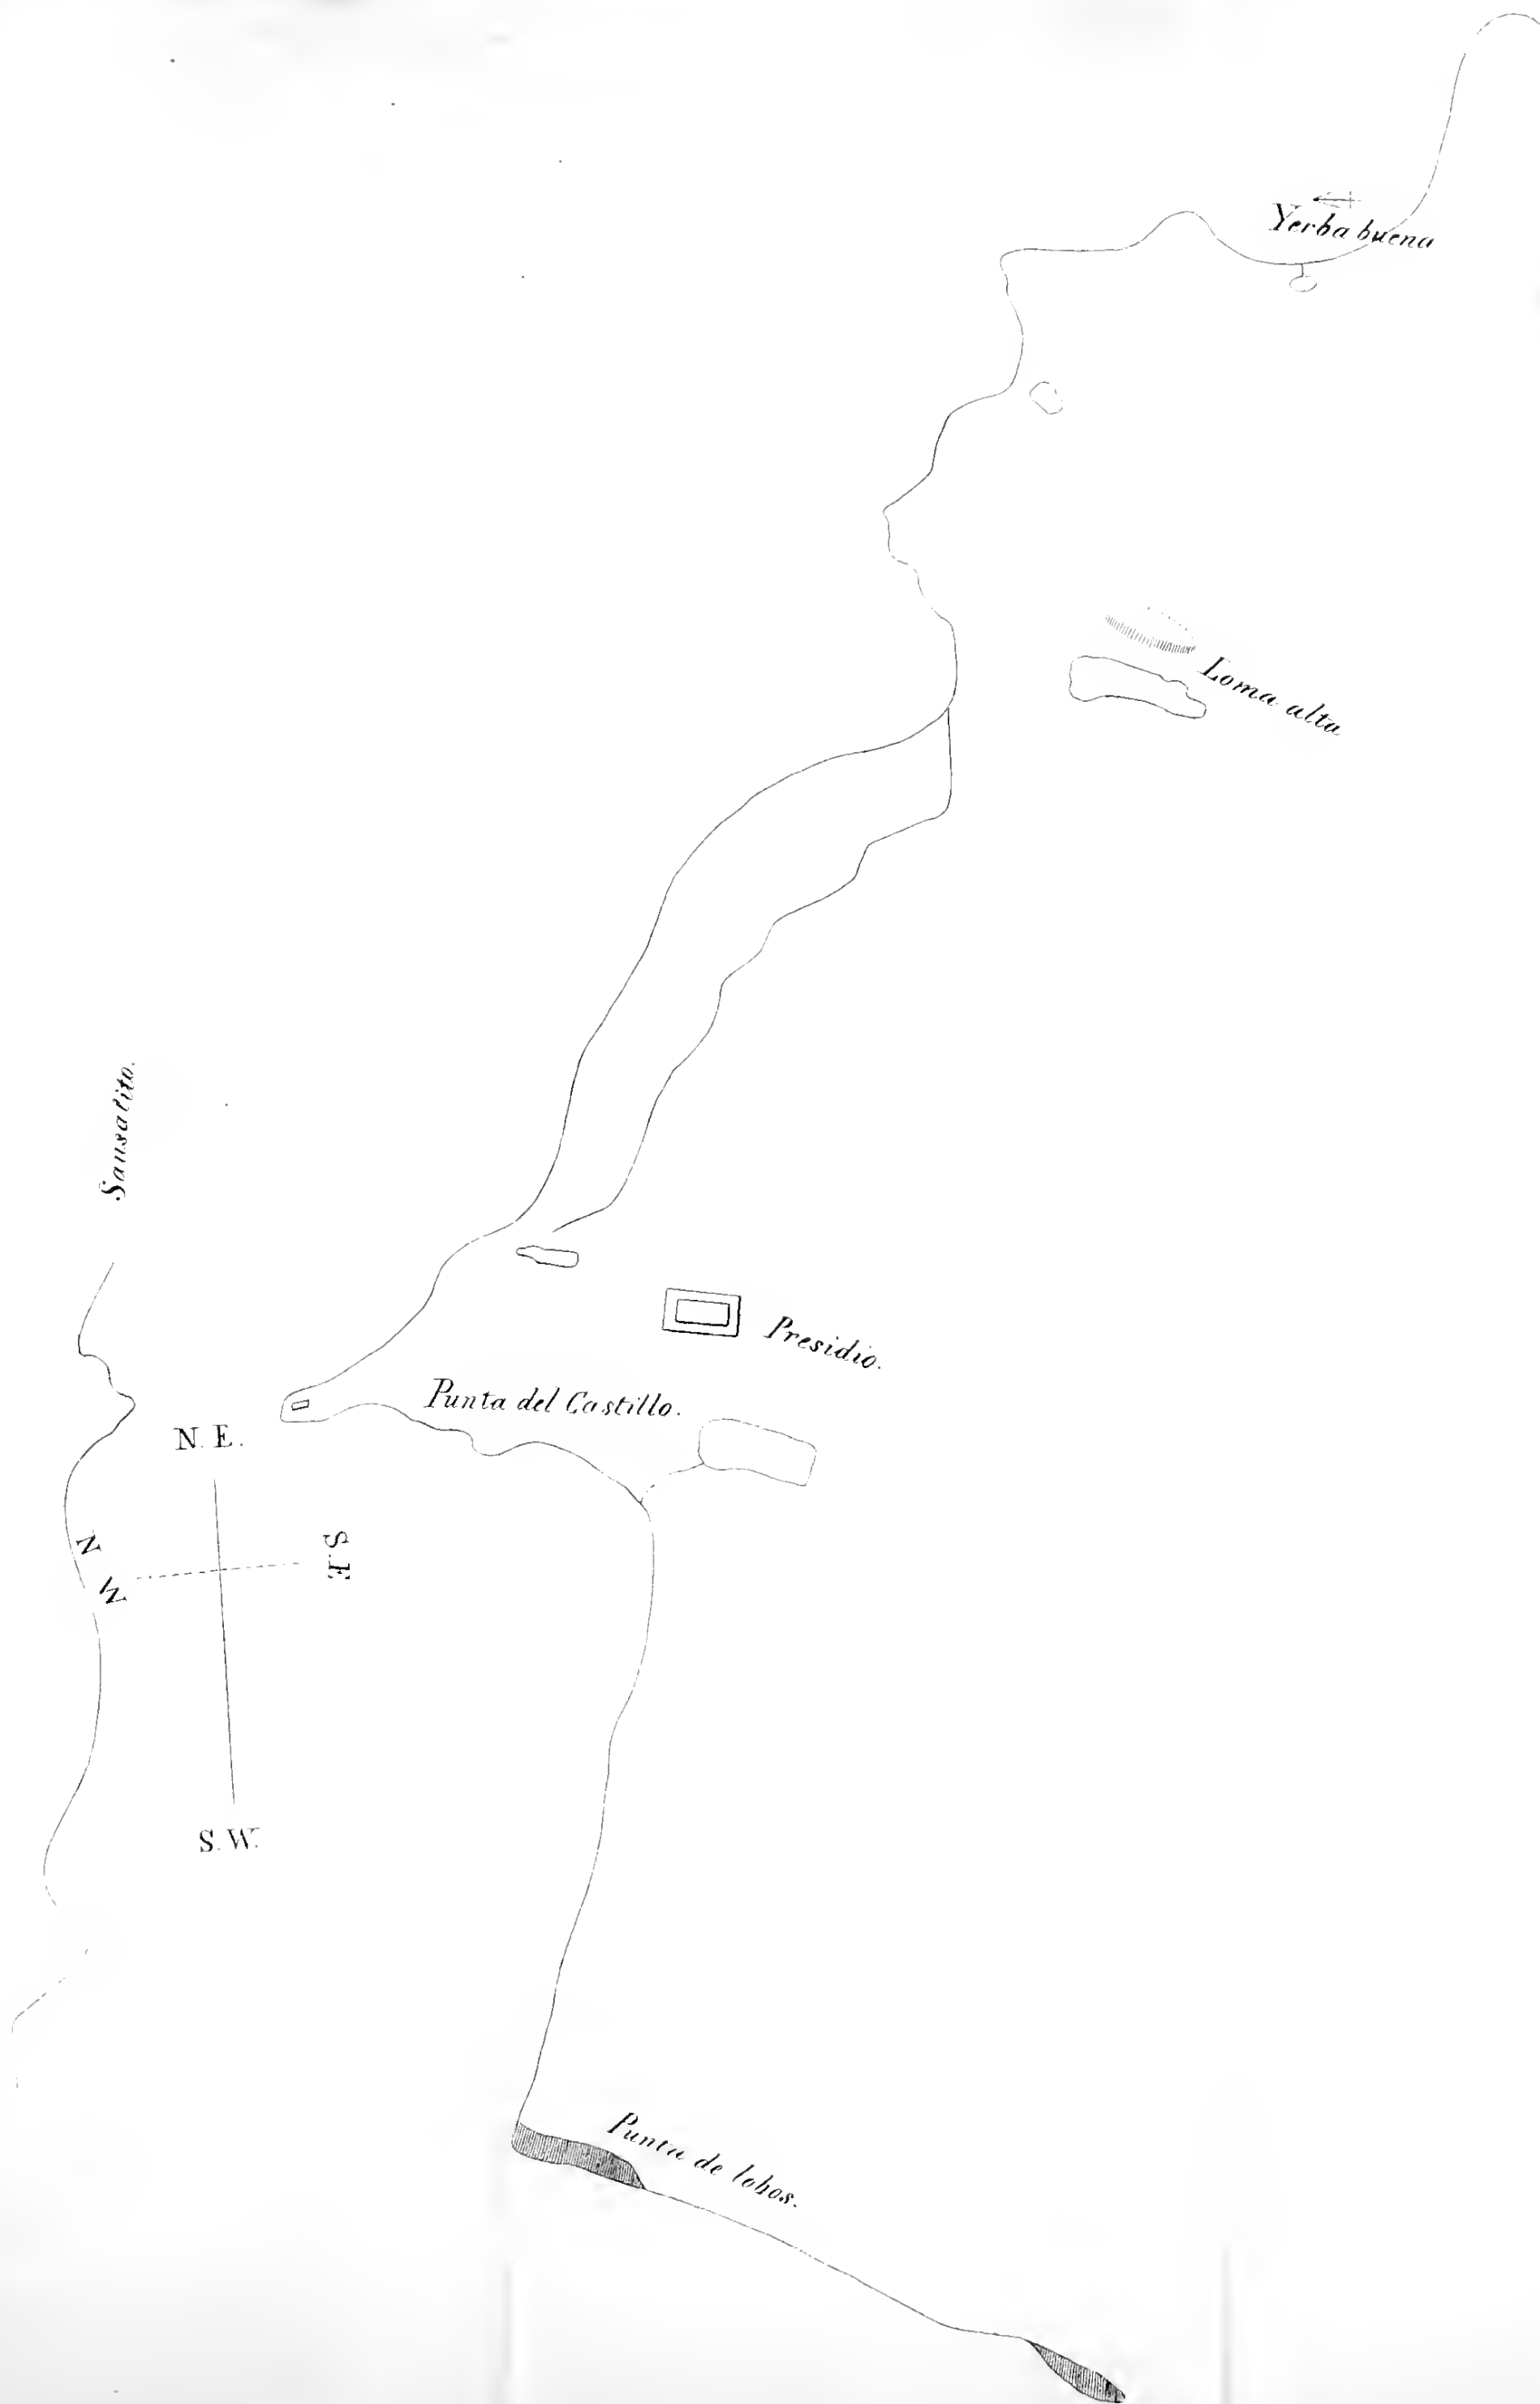 Yerba buena
Loma alta
Sausalito.
Presidio.
Punta del Castillo.
N. E.
S. E.
N W
S. W.
Punta de lobos.